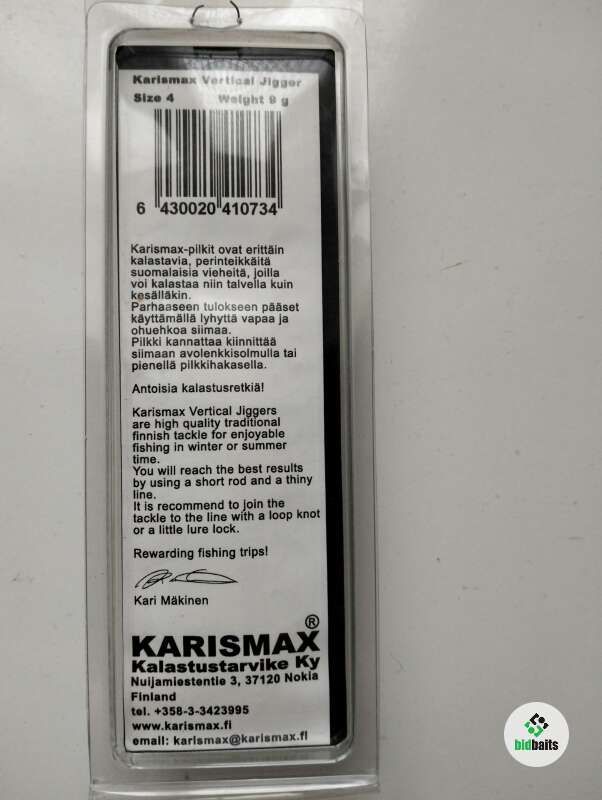 Karismax Vertical Jigger
Size 4 Weight 9 g
6 430020 410734
Karismax-pilkit ovat erittäin
kalastavia, perinteikkäitä
suomalaisia vieheitä, joilla
voi kalastaa niin talvella kuin
kesälläkin.
Parhaaseen tulokseen pääset
käyttämällä lyhyttä vapaa ja
ohuehkoa siimaa.
Pilkki kannattaa kiinnittää
siimaan avolenkkisolmulla tai
pienellä pilkkihakasella.
Antoisia kalastusretkiä!
Karismax Vertical Jiggers
are high quality traditional
finnish tackle for enjoyable
fishing in winter or summer
time.
You will reach the best results
by using a short rod and a thiny
line.
It is recommend to join the
tackle to the line with a loop knot
or a little lure lock.
Rewarding fishing trips!
Kari Mäkinen
KARISMAX®
Kalastustarvike Ky
Nuijamiestentie 3, 37120 Nokia
Finland
tel. +358-3-3423995
www.karismax.fi
email: karismax@karismax.fi
bidbaits